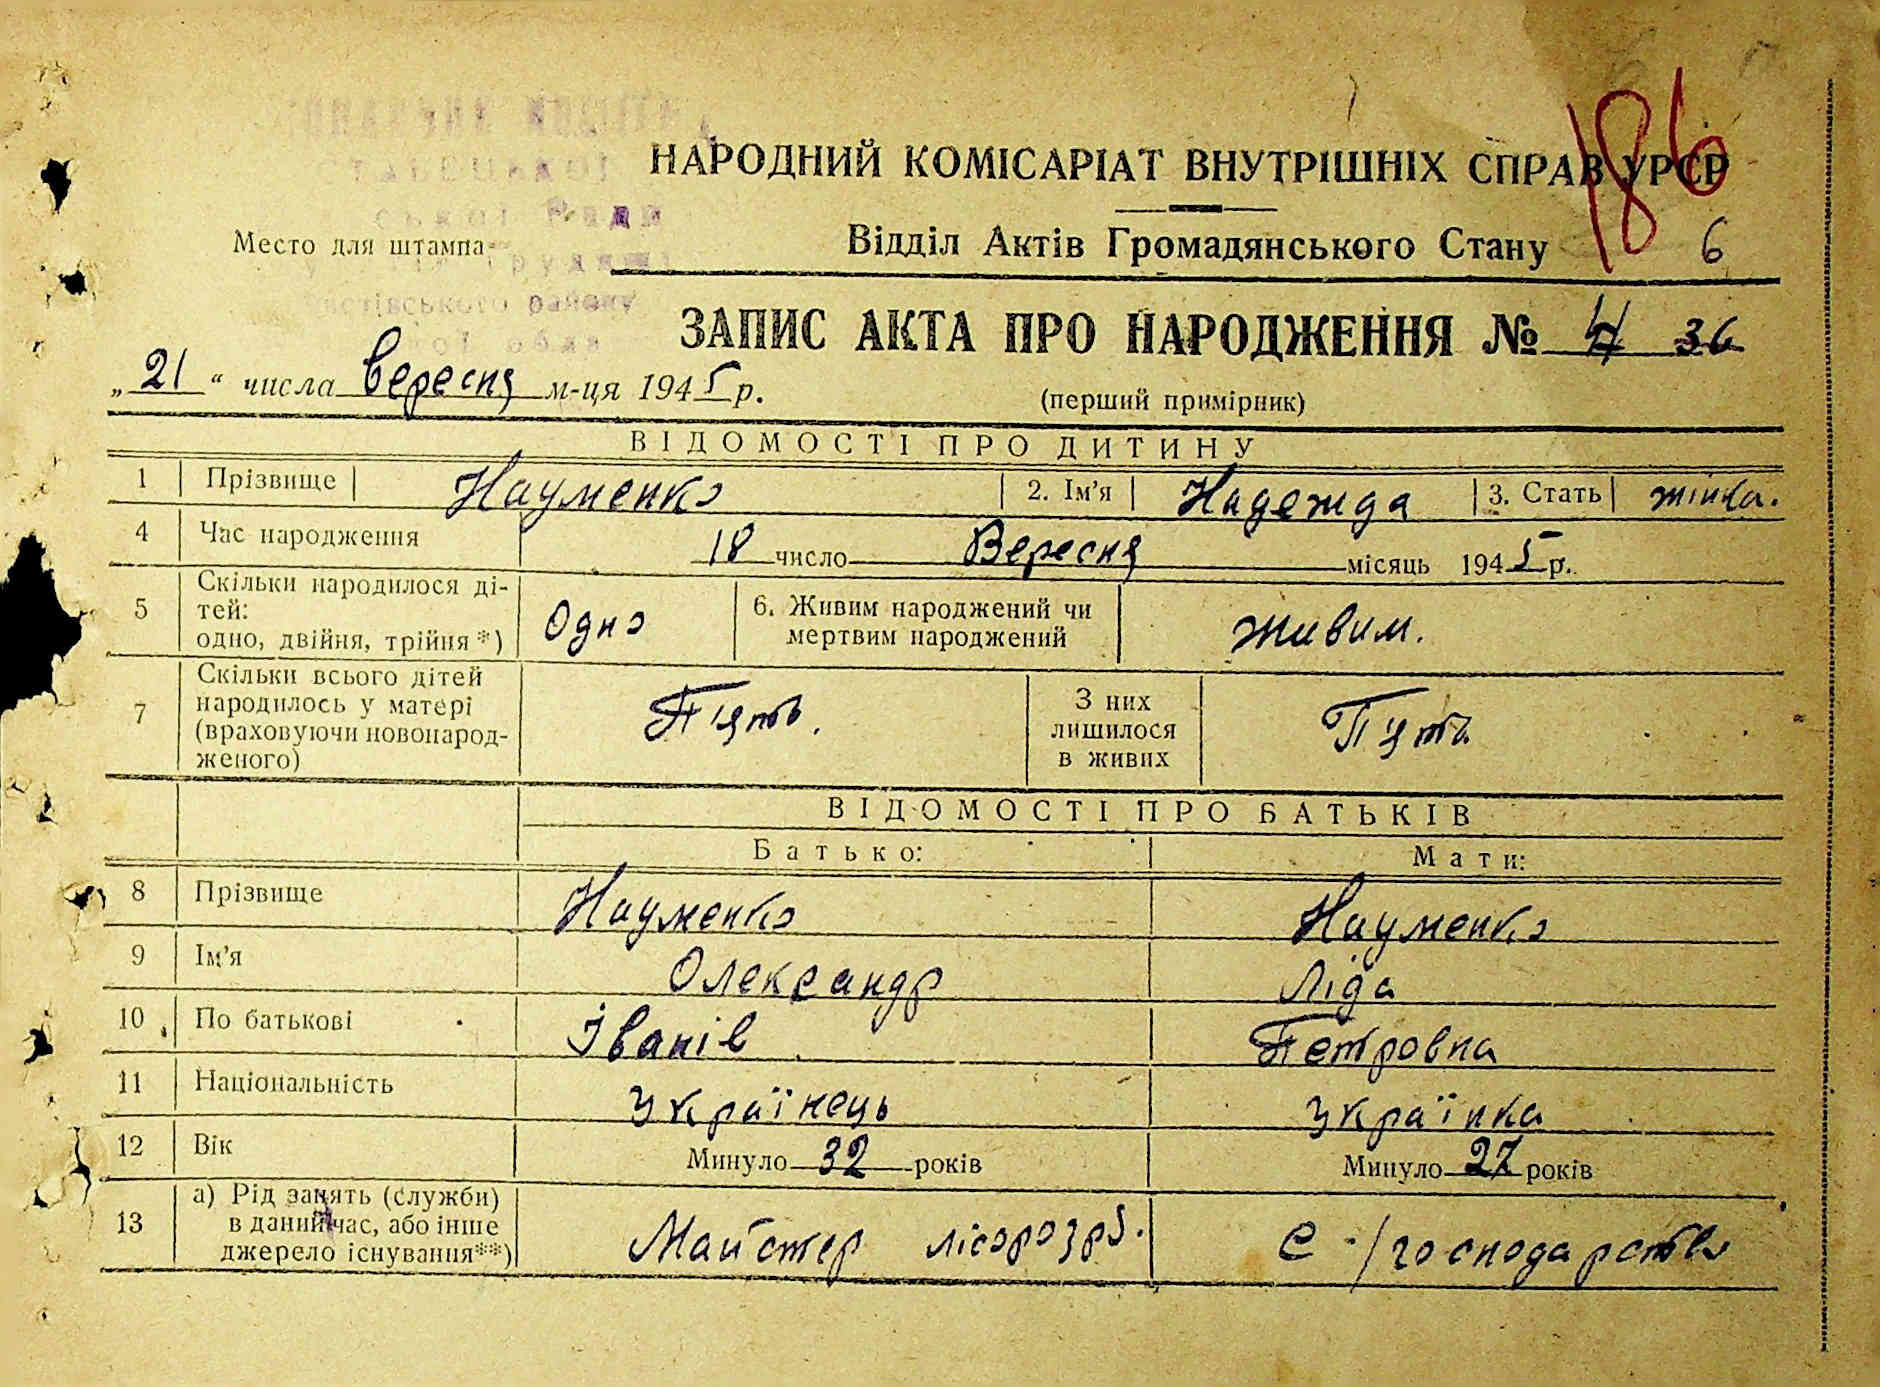 186
НАРОДНИЙ КОМІСАРІАТ ВНУТРІШНІХ СПРАВ УРСР
Место для штампа
Відділ Актів Громадянського Стану 6
району
ЗАПИС АКТА ПРО НАРОДЖЕННЯ № 36
„21“ числа Вересня м-ця 1945 р.
(перший примірник)
ВІДОМОСТІ ПРО ДИТИНУ
1 Прізвище Науменко 2. Ім'я Надежда 3. Стать жінка.
4 Час народження 18 число Вересня місяць 1945 р.
5 Скільки народилося ді-
тей:
одно, двійня, трійня *) Одно 6. Живим народжений чи
мертвим народжений Живим.
7 Скільки всього дітей
народилось у матері
(враховуючи новонарод-
женого) П'ять. З них
лишилося
в живих П'ять
ВІДОМОСТІ ПРО БАТЬКІВ
Батько: Мати:
8 Прізвище Науменко Науменко
9 Ім'я Олександр Ліда
10 По батькові Іванів Петровна
11 Національність Українець Українка
12 Вік Минуло 32 років Минуло 27 років
13 а) Рід занять (служби)
в даний час, або інше
джерело існування**) Майстер лісорозрб. С-/господарство